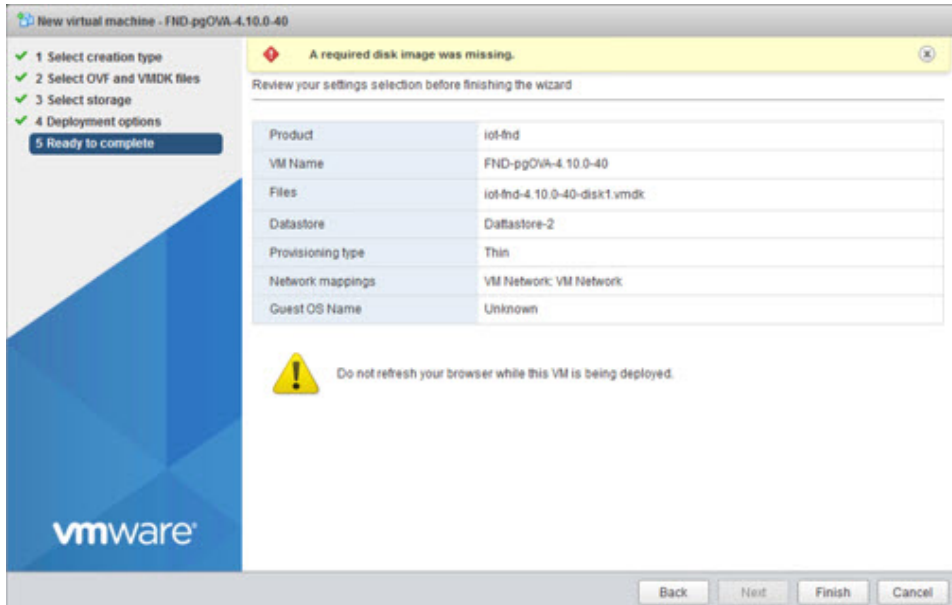 New virtual machine - FND-pgOVA-4.10.0-40
1 Select creation type
2 Select OVF and VMDK files
3 Select storage
4 Deployment options
5 Ready to complete
A required disk image was missing.
Review your settings selection before finishing the wizard
Product iot-fnd
VM Name FND-pgOVA-4.10.0-40
Files iot-fnd-4.10.0-40-disk1.vmdk
Datastore Dattastore-2
Provisioning type Thin
Network mappings VM Network: VM Network
Guest OS Name Unknown
Do not refresh your browser while this VM is being deployed.
vmware®
Back Next Finish Cancel